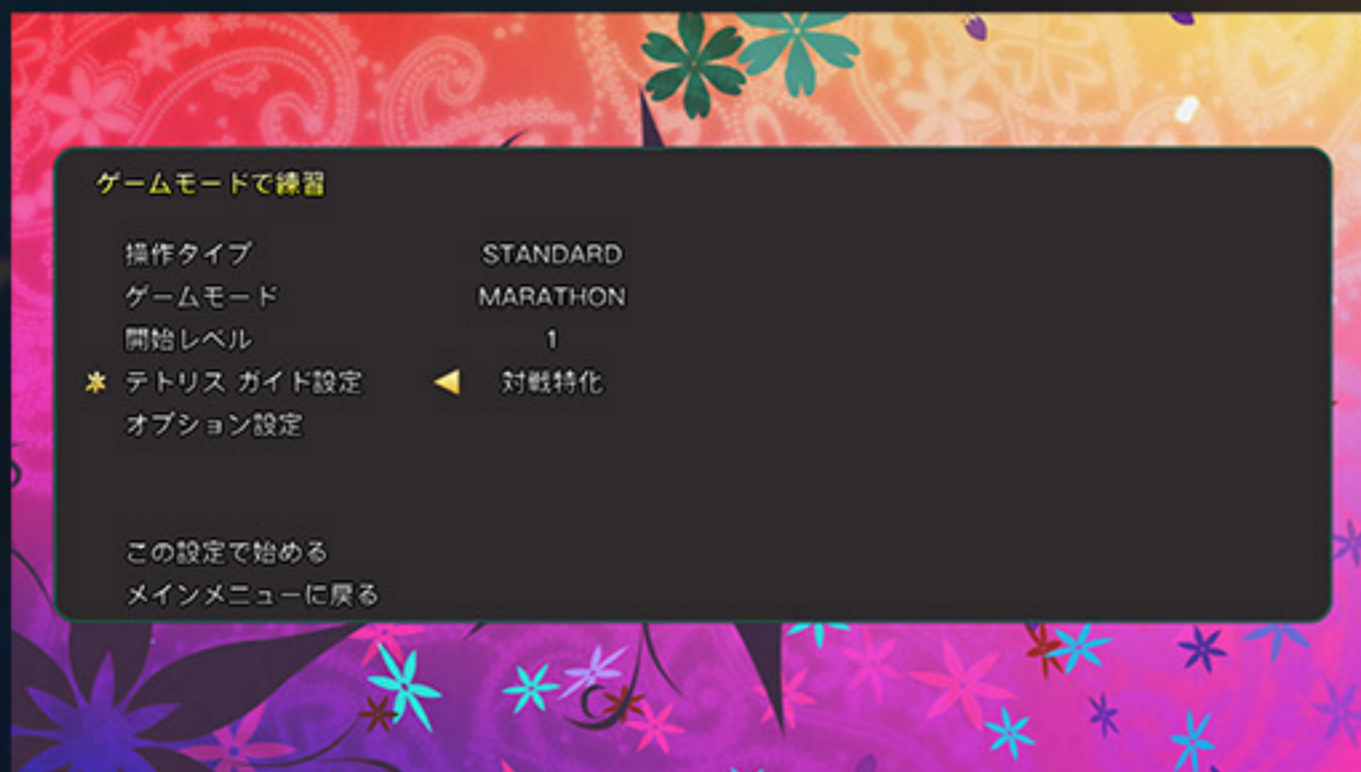 ゲームモードで練習
操作タイプ STANDARD
ゲームモード MARATHON
開始レベル 1
テトリス ガイド設定 対戦特化
オプション設定
この設定で始める
メインメニューに戻る